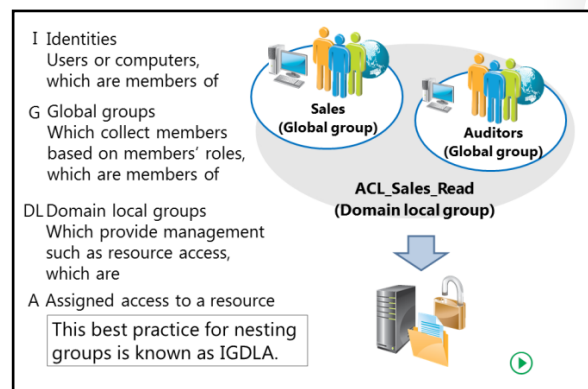 I Identities
Users or computers,
which are members of
G Global groups
Which collect members
based on members' roles,
which are members of
DL Domain local groups
Which provide management
such as resource access,
which are
A Assigned access to a resource
This best practice for nesting
groups is known as IGDLA.
Sales
(Global group)
Auditors
(Global group)
ACL_Sales_Read
(Domain local group)